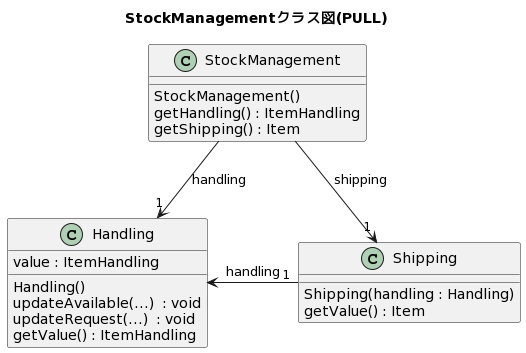 StockManagementクラス図(PULL)
C StockManagement
StockManagement()
getHandling() : ItemHandling
getShipping() : Item
handling
shipping
1
1
C Handling
value : ItemHandling
Handling()
updateAvailable(...)  : void
updateRequest(...)  : void
getValue() : ItemHandling
handling
1
C Shipping
Shipping(handling : Handling)
getValue() : Item